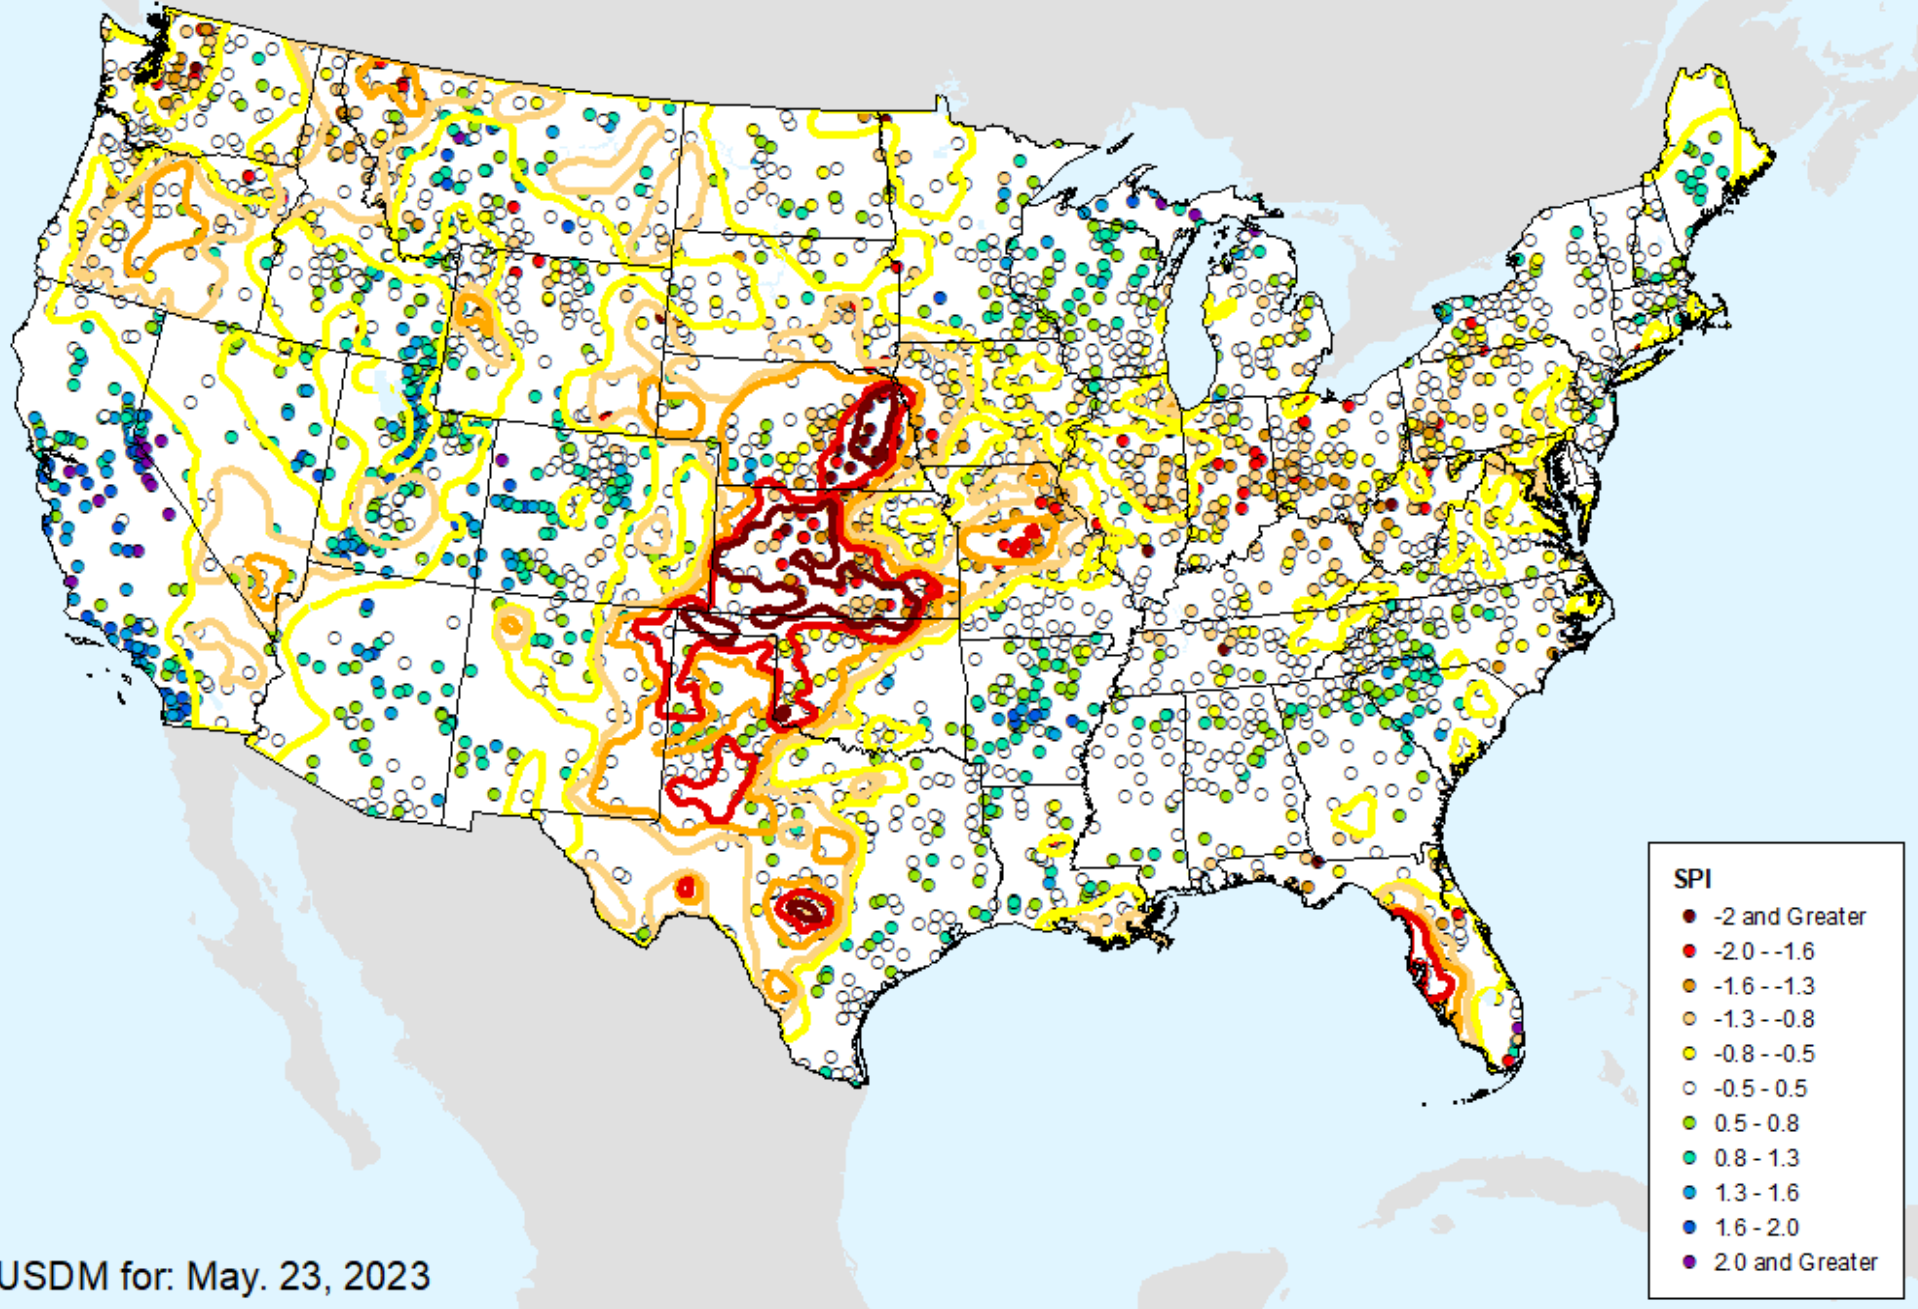 SPI
-2 and Greater
-2.0 - -1.6
-1.6 - -1.3
-1.3 - -0.8
-0.8 - -0.5
-0.5 - 0.5
0.5 - 0.8
0.8 - 1.3
1.3 - 1.6
1.6 - 2.0
2.0 and Greater
USDM for: May. 23, 2023